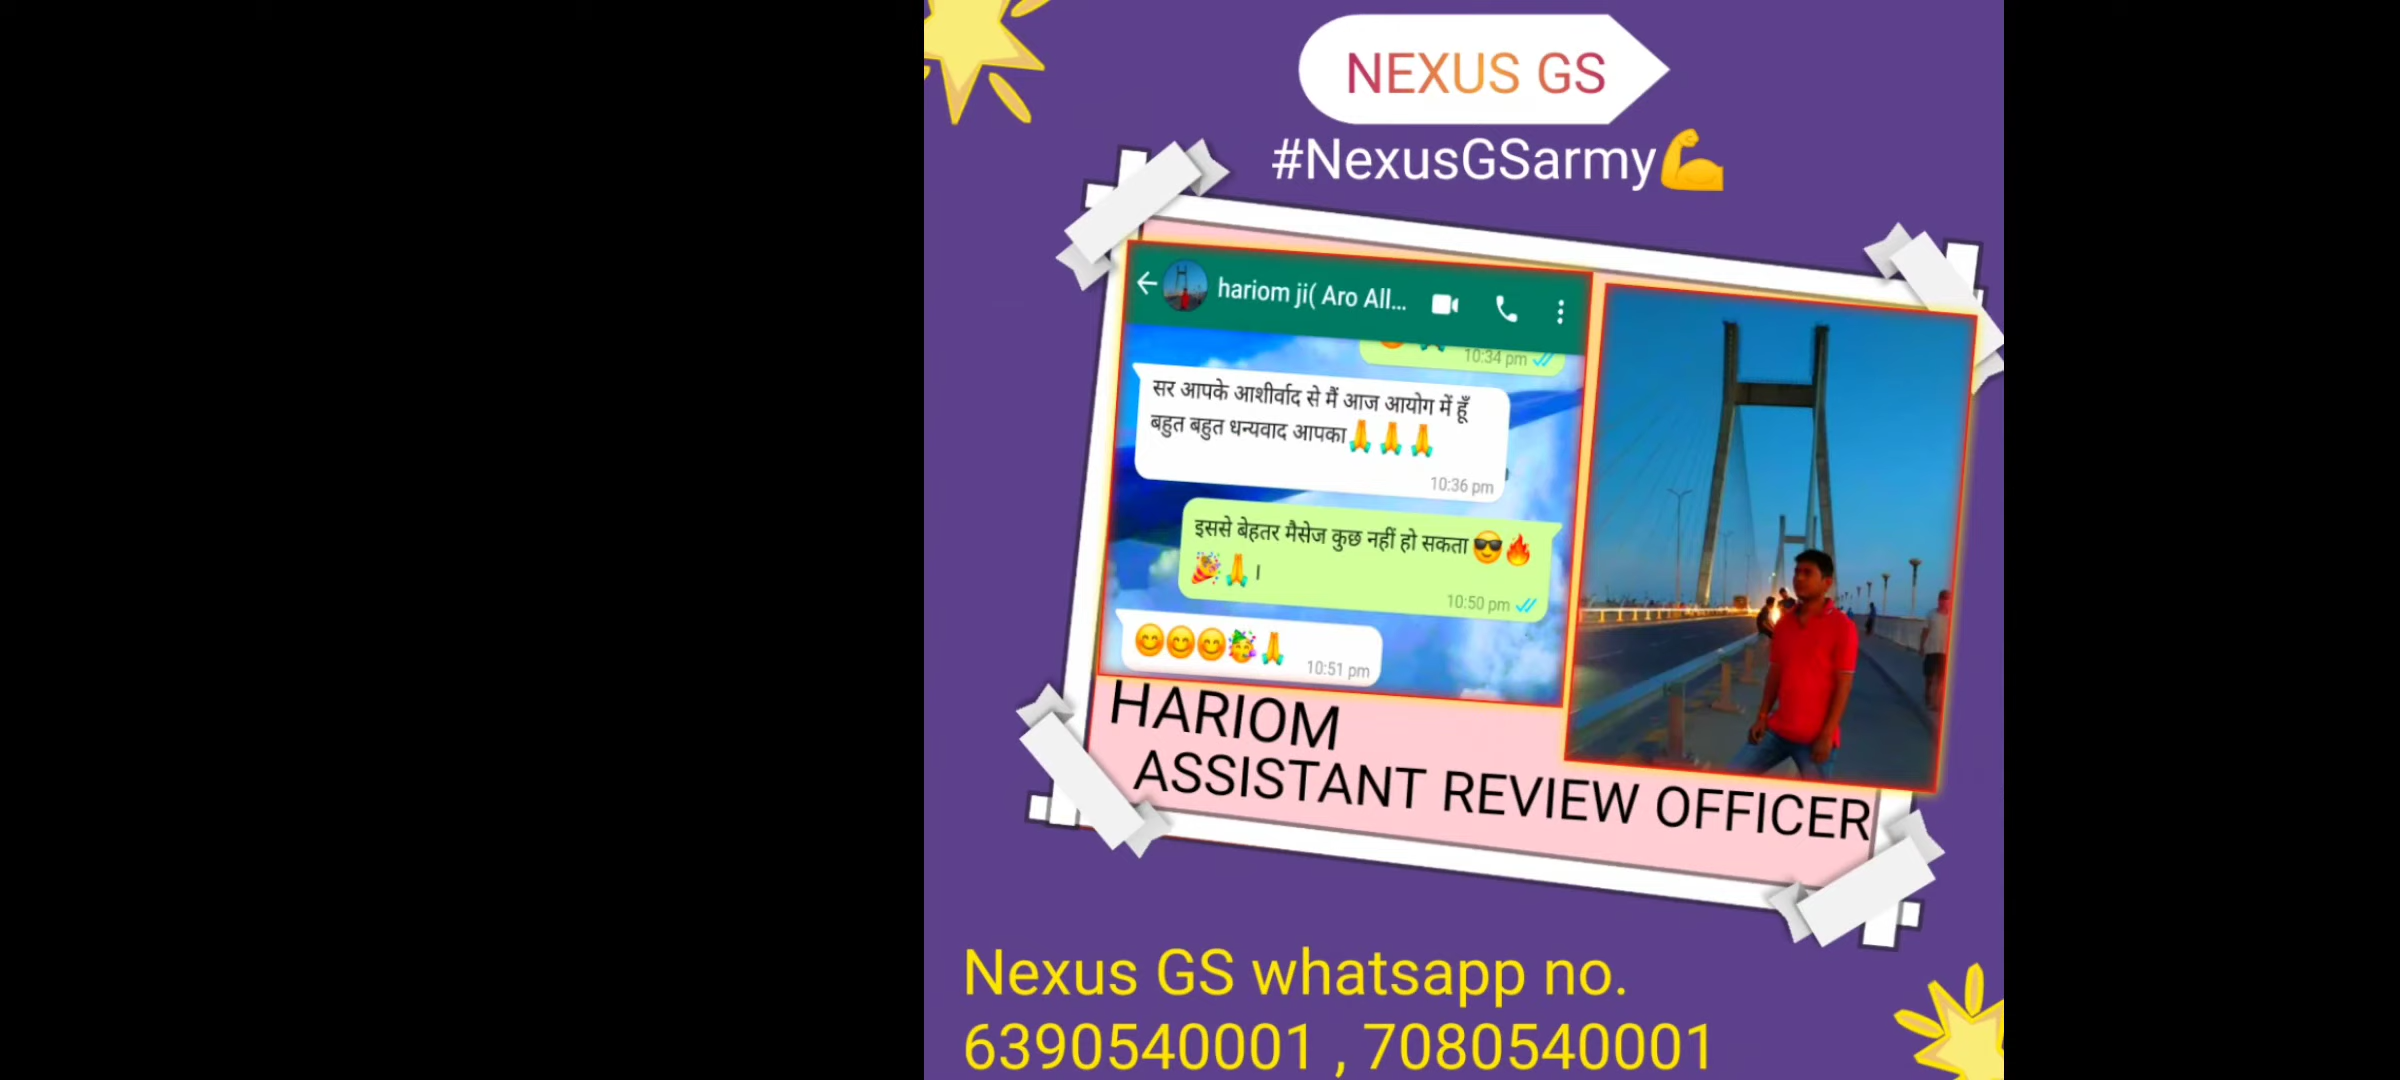 NEXUS GS
#NexusGSarmy💪
hariom ji( Aro All...
10:34 pm
सर आपके आशीर्वाद से मैं आज आयोग में हूँ
बहुत बहुत धन्यवाद आपका🙏🙏🙏
10:36 pm
इससे बेहतर मैसेज कुछ नहीं हो सकता😎🔥
🎉🙏।
10:50 pm
😊😊😊🥳🙏
10:51 pm
HARIOM
ASSISTANT REVIEW OFFICER
Nexus GS whatsapp no.
6390540001 , 7080540001